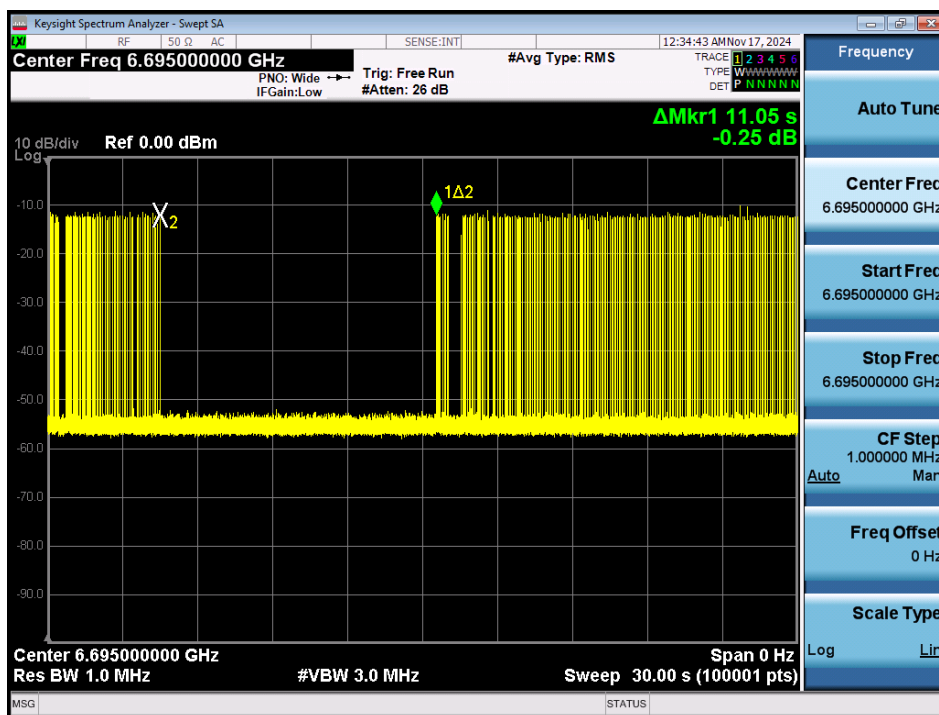 Keysight Spectrum Analyzer - Swept SA
LXI
RF
50 Ω AC
SENSE:INT
12:34:43 AM Nov 17, 2024
Center Freq 6.695000000 GHz
PNO: Wide
IFGain:Low
Trig: Free Run
#Atten: 26 dB
#Avg Type: RMS
TRACE 1 2 3 4 5 6
TYPE WWWWWW
DET P N N N N N
ΔMkr1 11.05 s
-0.25 dB
10 dB/div
Log
Ref 0.00 dBm
-10.0
-20.0
-30.0
-40.0
-50.0
-60.0
-70.0
-80.0
-90.0
X2
1Δ2
Center 6.695000000 GHz
Span 0 Hz
Res BW 1.0 MHz
#VBW 3.0 MHz
Sweep 30.00 s (100001 pts)
MSG
STATUS
Frequency
Auto Tune
Center Freq
6.695000000 GHz
Start Freq
6.695000000 GHz
Stop Freq
6.695000000 GHz
CF Step
1.000000 MHz
Auto Man
Freq Offset
0 Hz
Scale Type
Log Lin